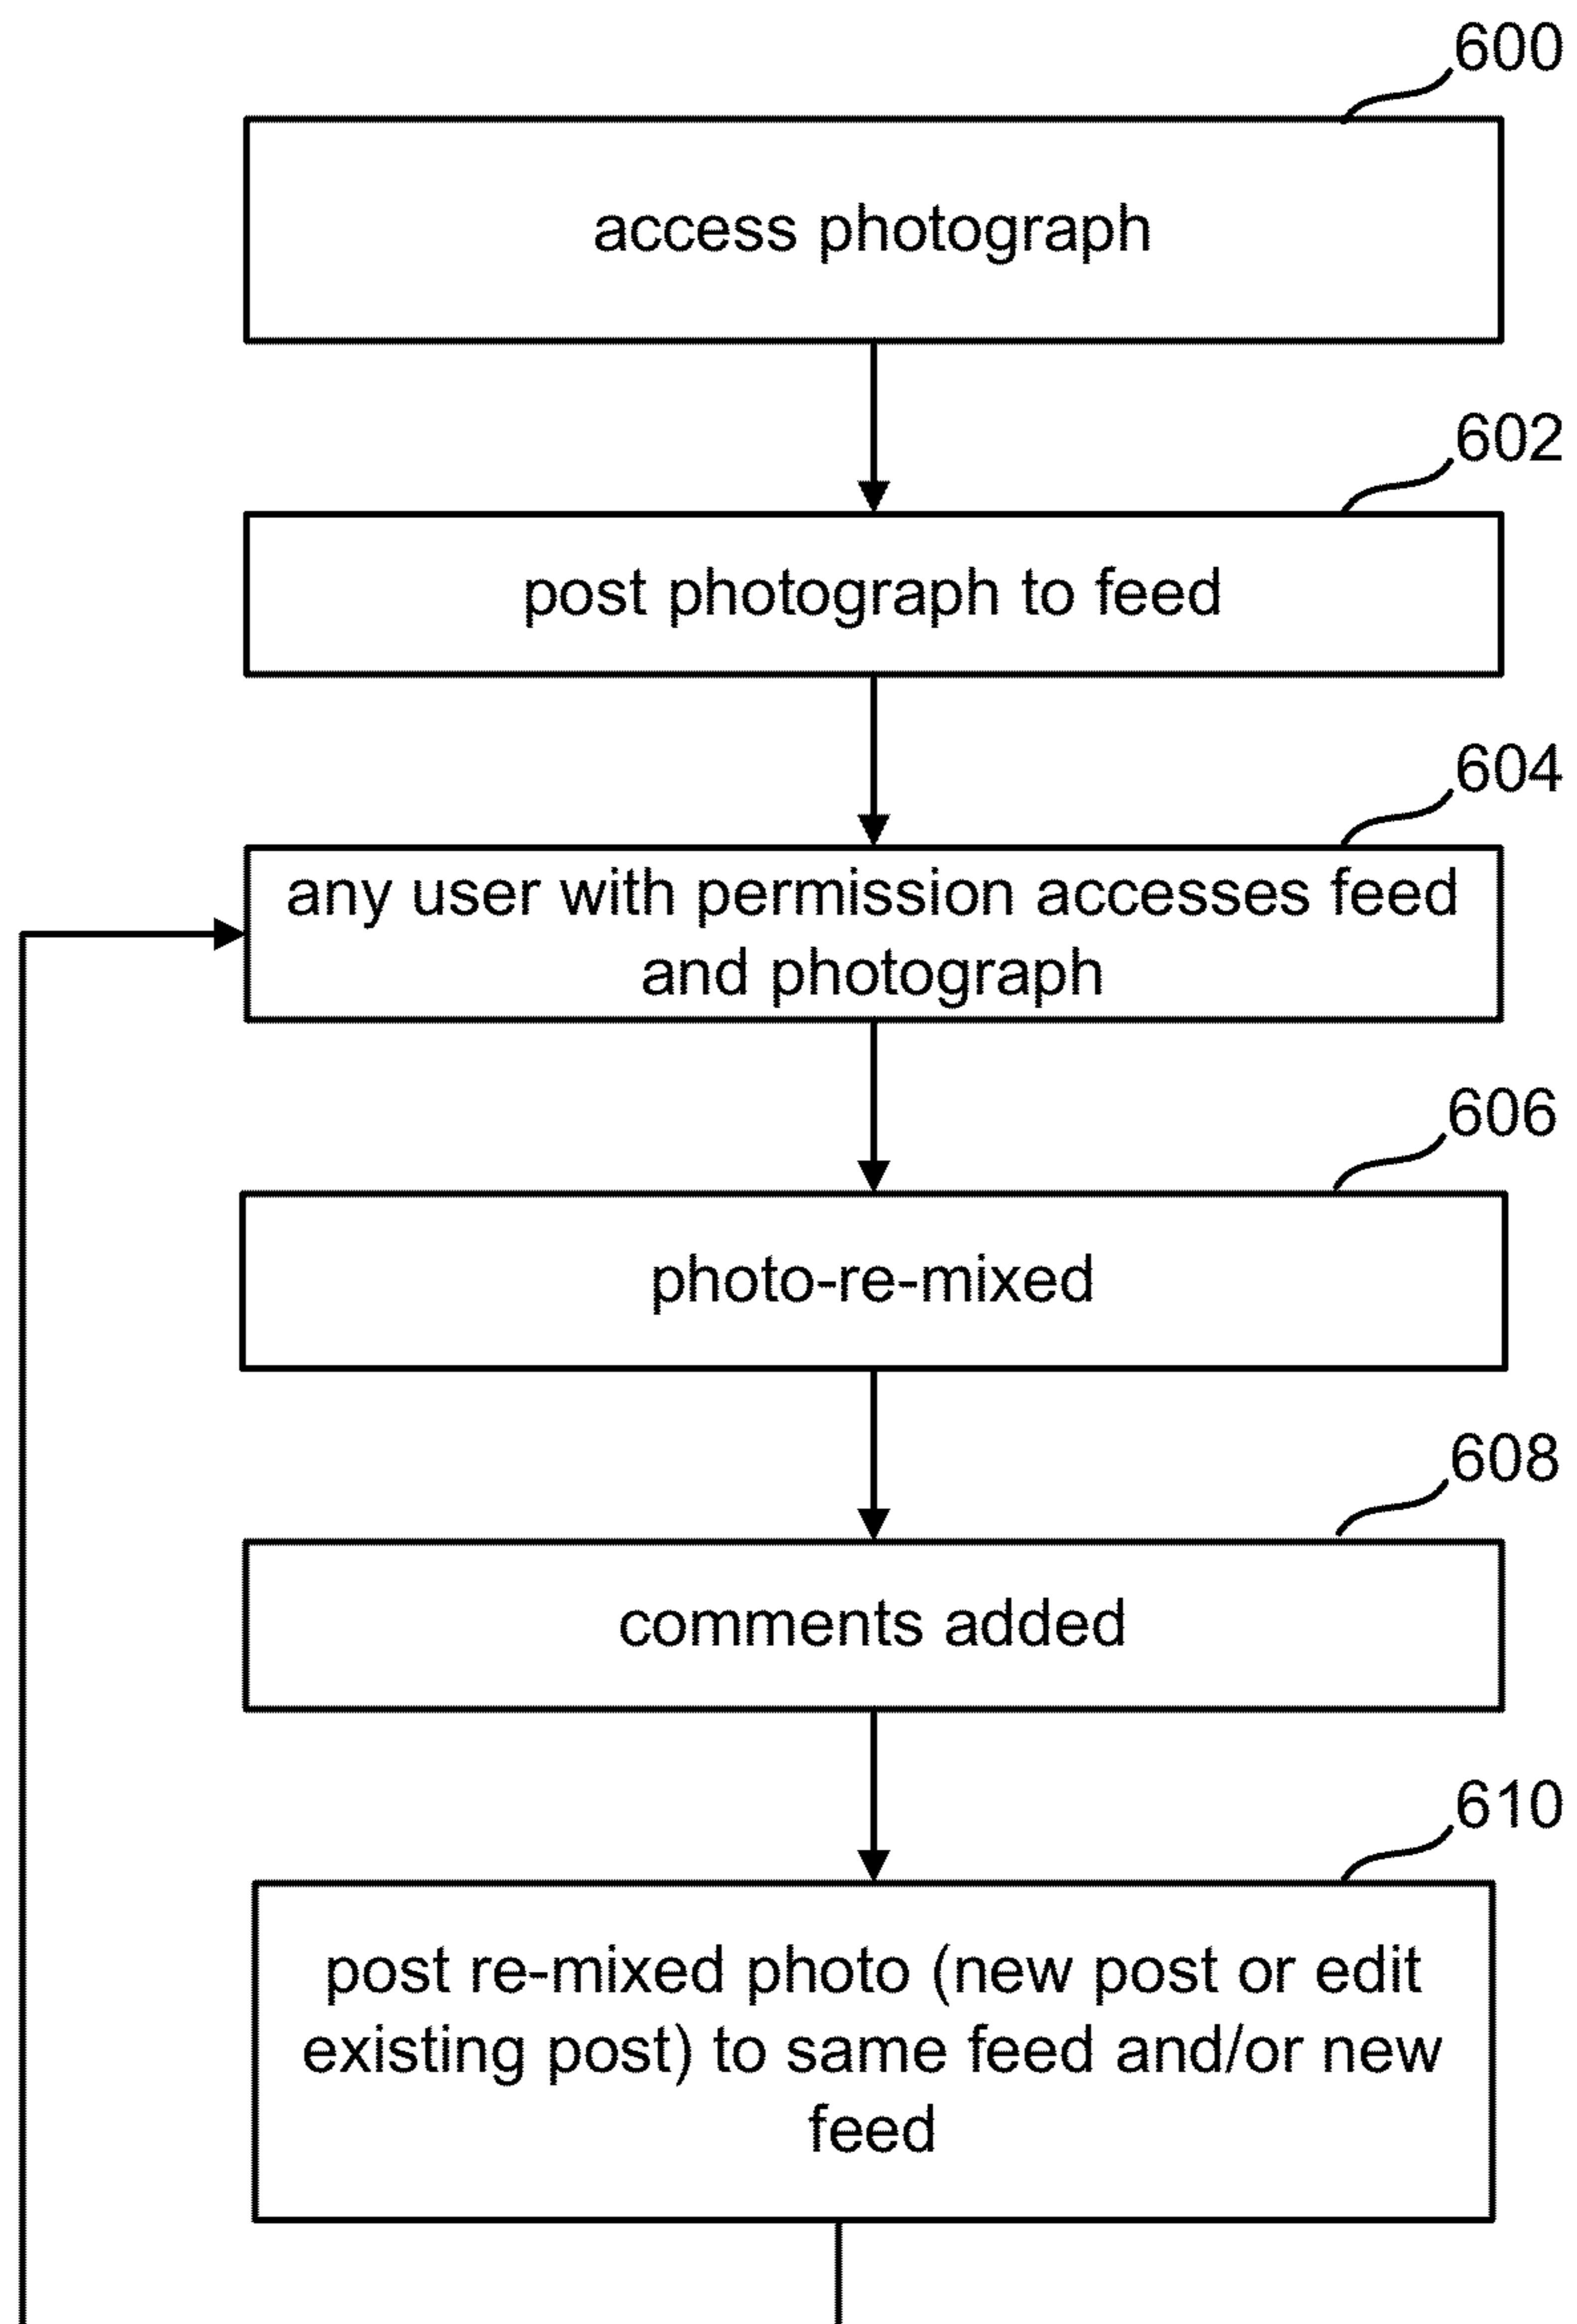 600
access photograph
602
post photograph to feed
604
any user with permission accesses feed
and photograph
606
photo-re-mixed
608
comments added
610
post re-mixed photo (new post or edit
existing post) to same feed and/or new
feed